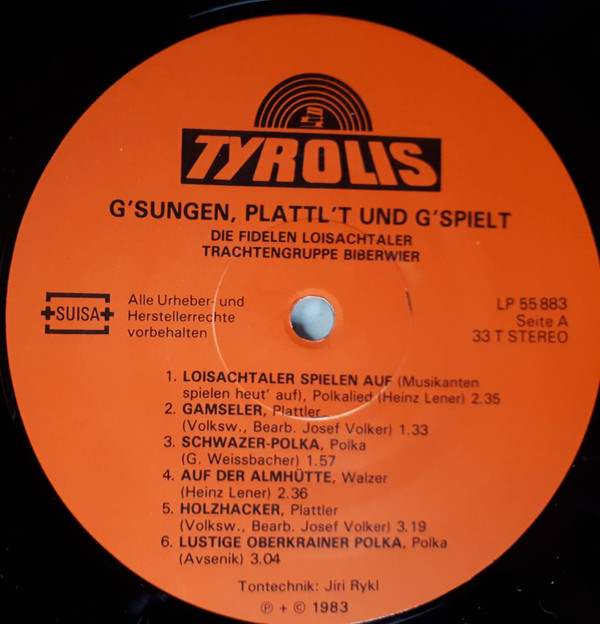 TYROLIS
G'SUNGEN, PLATTL'T UND G'SPIELT
DIE FIDELEN LOISACHTALER
TRACHTENGRUPPE BIBERWIER
SUISA
Alle Urheber- und
Herstellerrechte
vorbehalten
LP 55 883
Seite A
33 T STEREO
1. LOISACHTALER SPIELEN AUF (Musikanten
spielen heut' auf), Polkalied (Heinz Lener) 2.35
2. GAMSELER, Plattler
(Volksw., Bearb. Josef Volker) 1.33
3. SCHWAZER-POLKA, Polka
(G. Weissbacher) 1.57
4. AUF DER ALMHÜTTE, Walzer
(Heinz Lener) 2.36
5. HOLZHACKER, Plattler
(Volksw., Bearb. Josef Volker) 3.19
6. LUSTIGE OBERKRAINER POLKA, Polka
(Avsenik) 3.04
Tontechnik: Jiri Rykl
℗ + © 1983